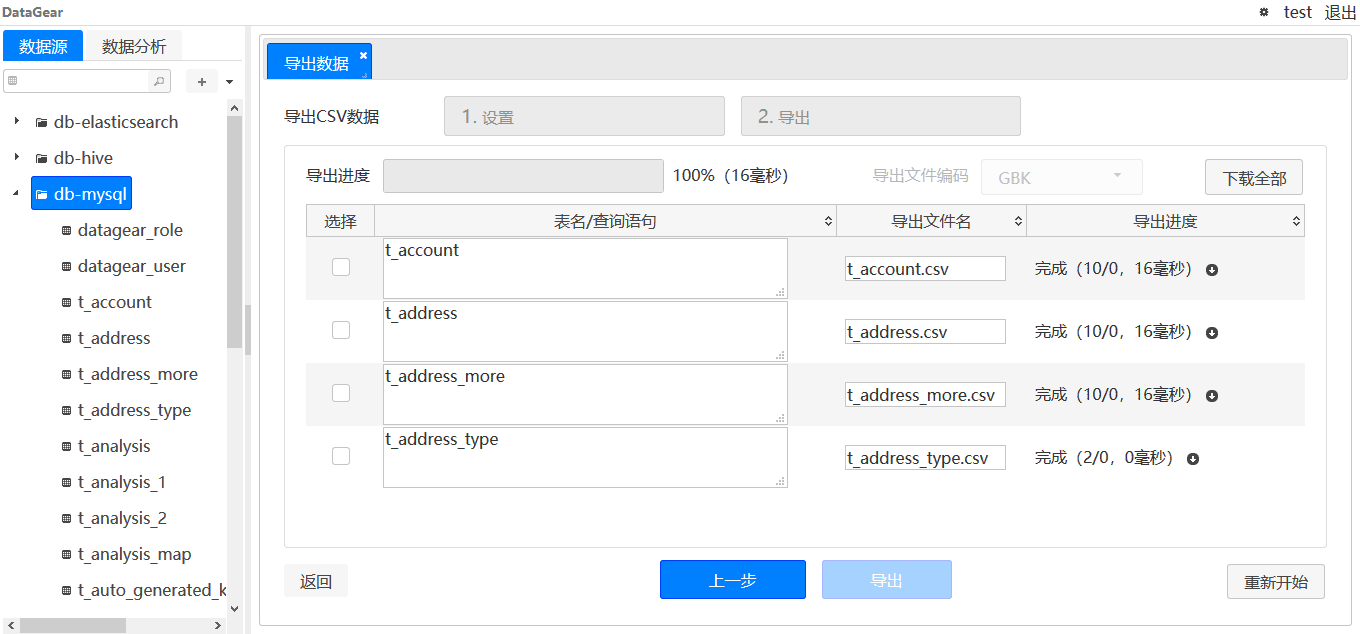 DataGear
test 退出
数据源 数据分析
db-elasticsearch
db-hive
db-mysql
datagear_role
datagear_user
t_account
t_address
t_address_more
t_address_type
t_analysis
t_analysis_1
t_analysis_2
t_analysis_map
t_auto_generated_k
导出数据
导出CSV数据 1. 设置 2. 导出
导出进度 100%（16毫秒） 导出文件编码 GBK 下载全部
选择 表名/查询语句 导出文件名 导出进度
t_account t_account.csv 完成（10/0，16毫秒）
t_address t_address.csv 完成（10/0，16毫秒）
t_address_more t_address_more.csv 完成（10/0，16毫秒）
t_address_type t_address_type.csv 完成（2/0，0毫秒）
返回 上一步 导出 重新开始